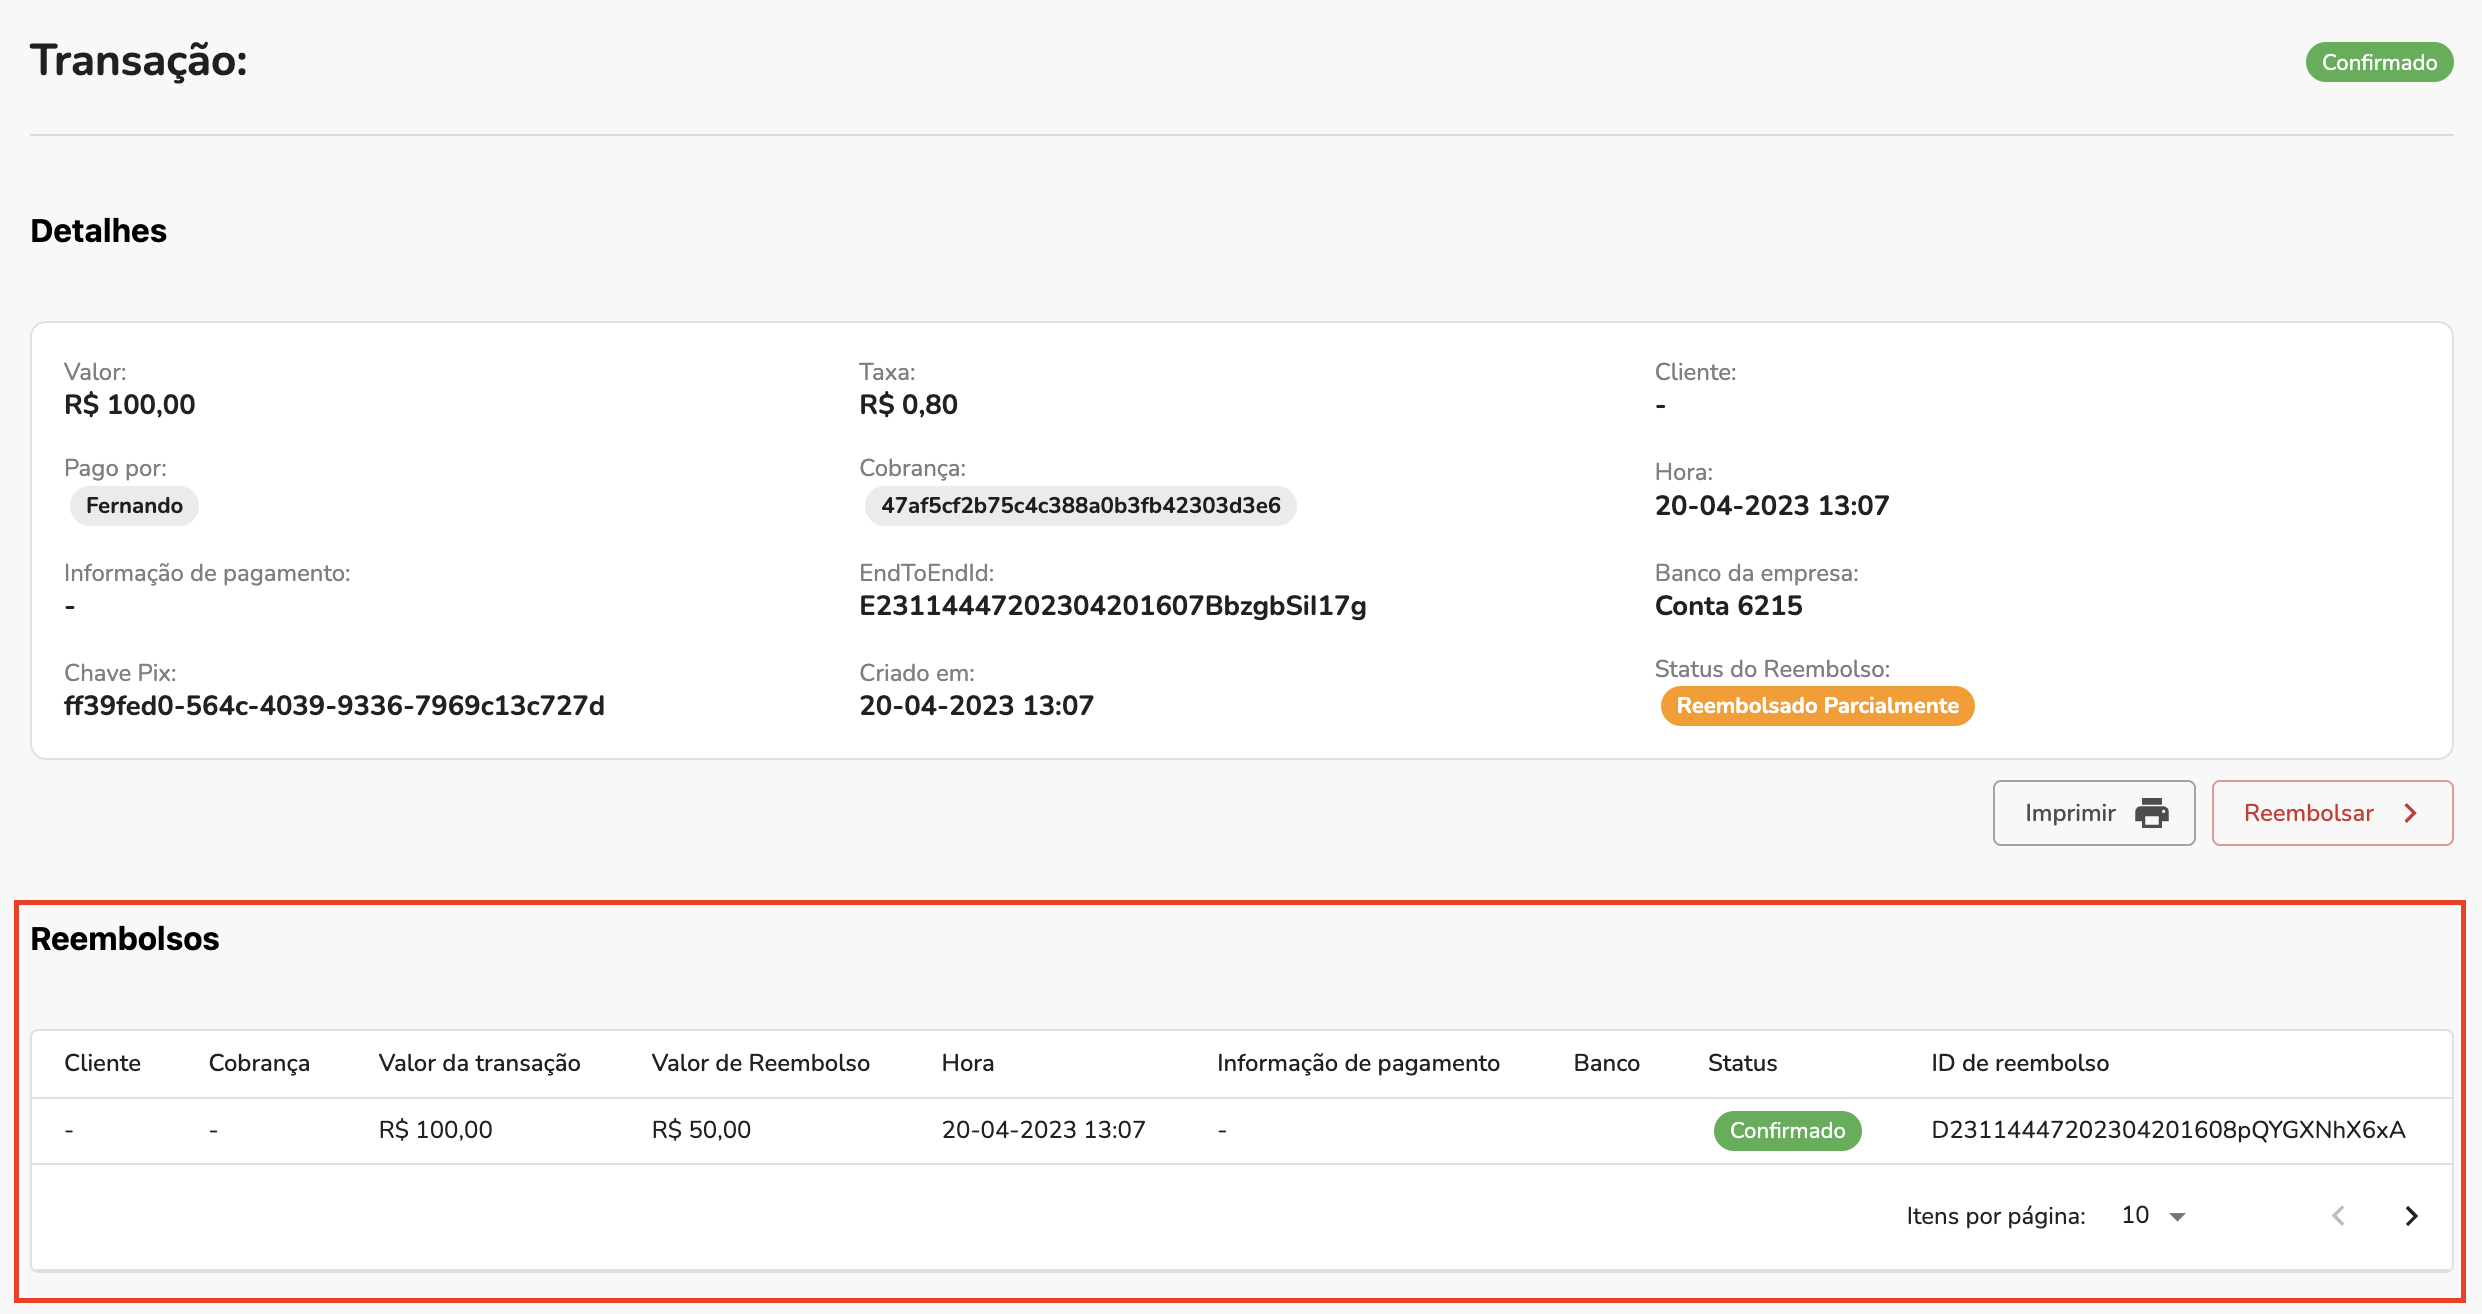 Transação:
Confirmado
Detalhes
Valor:
R$ 100,00
Taxa:
R$ 0,80
Cliente:
-
Pago por:
Fernando
Cobrança:
47af5cf2b75c4c388a0b3fb42303d3e6
Hora:
20-04-2023 13:07
Informação de pagamento:
-
EndToEndId:
E23114447202304201607BbzgbSil17g
Banco da empresa:
Conta 6215
Chave Pix:
ff39fed0-564c-4039-9336-7969c13c727d
Criado em:
20-04-2023 13:07
Status do Reembolso:
Reembolsado Parcialmente
Imprimir
Reembolsar
Reembolsos
Cliente Cobrança Valor da transação Valor de Reembolso Hora Informação de pagamento Banco Status ID de reembolso
- - R$ 100,00 R$ 50,00 20-04-2023 13:07 - Confirmado D23114447202304201608pQYGXNhX6xA
Itens por página: 10